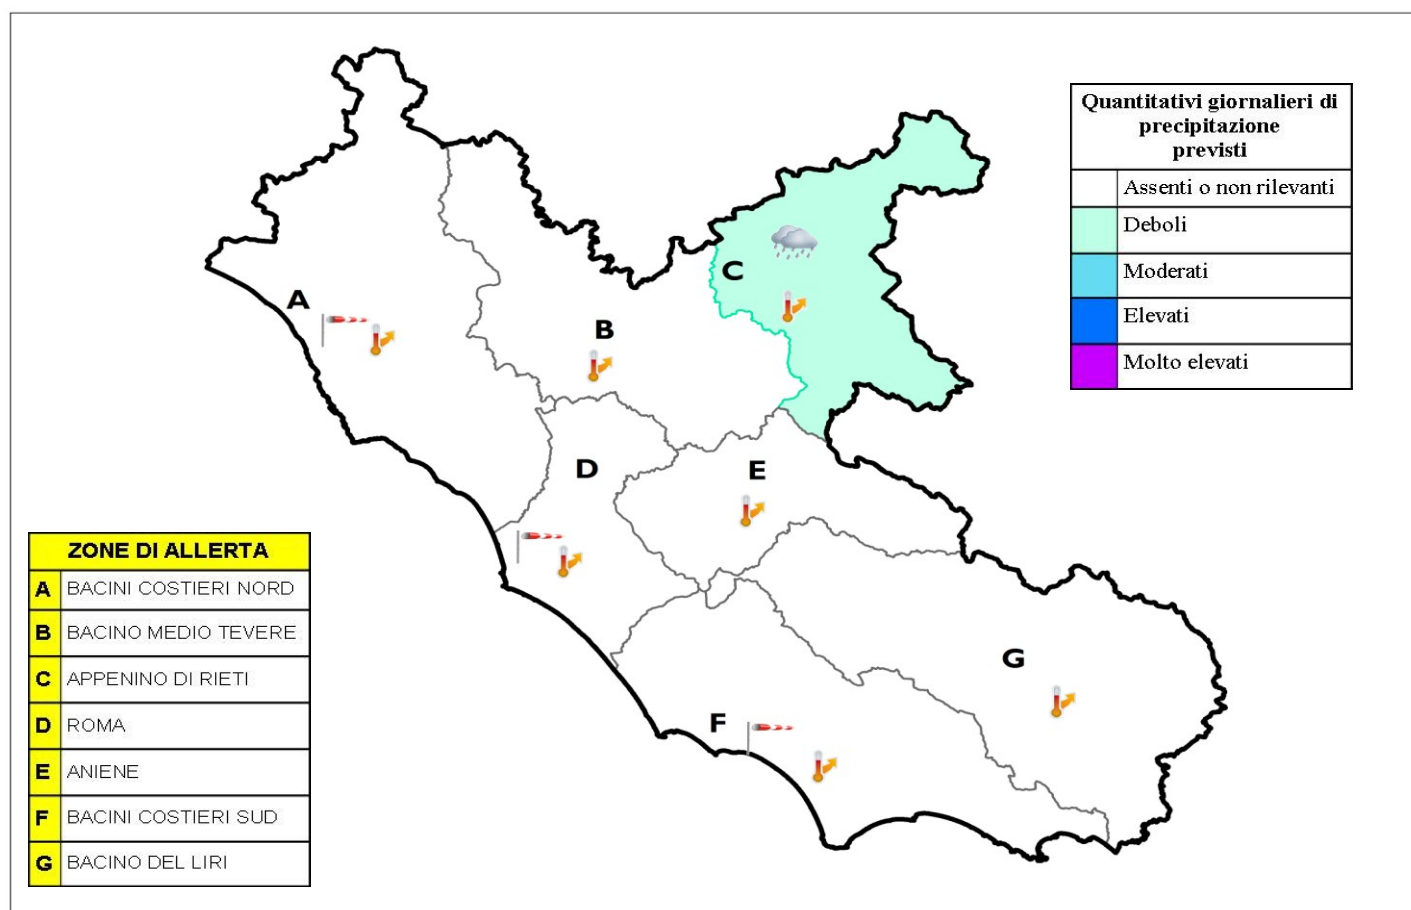 Quantitativi giornalieri di
precipitazione
previsti
Assenti o non rilevanti
Deboli
Moderati
Elevati
Molto elevati
A
B
C
D
E
F
G
ZONE DI ALLERTA
A BACINI COSTIERI NORD
B BACINO MEDIO TEVERE
C APPENINO DI RIETI
D ROMA
E ANIENE
F BACINI COSTIERI SUD
G BACINO DEL LIRI